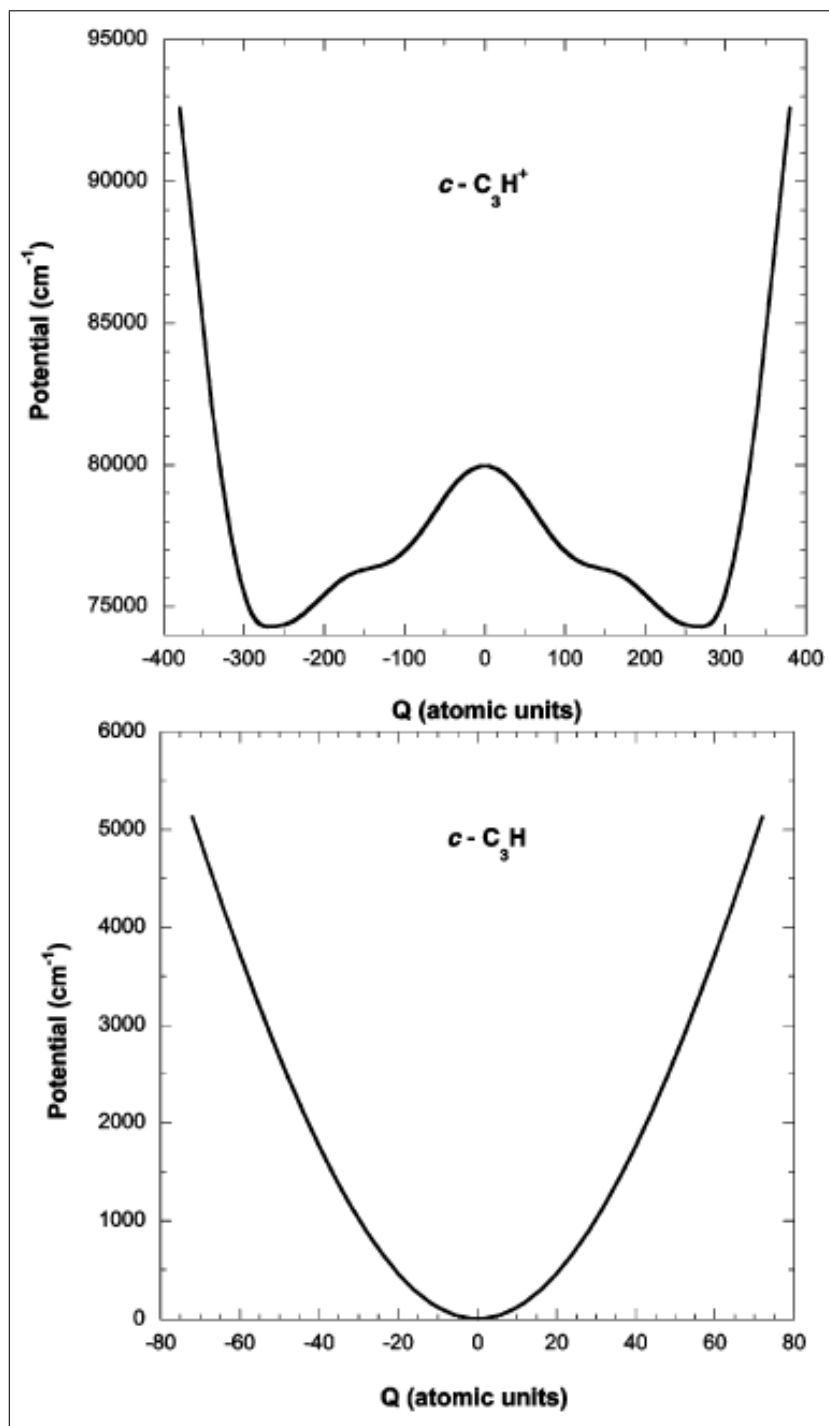 95000
90000
85000
80000
75000
Potential (cm⁻¹)
c - C₃H⁺
-400 -300 -200 -100 0 100 200 300 400
Q (atomic units)
6000
5000
4000
3000
2000
1000
0
Potential (cm⁻¹)
c - C₃H
-80 -60 -40 -20 0 20 40 60 80
Q (atomic units)